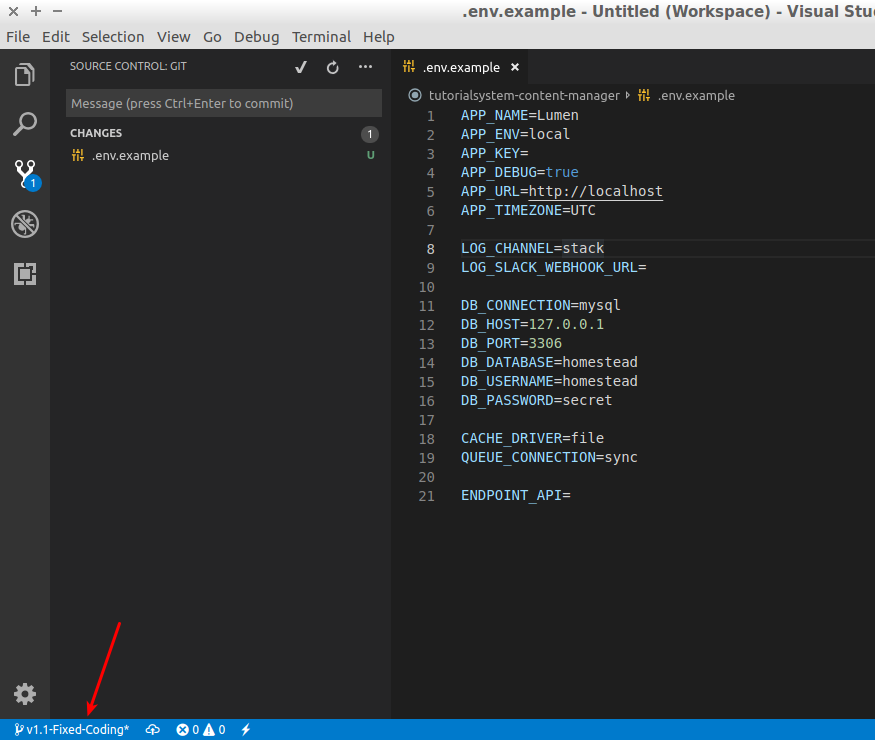 .env.example - Untitled (Workspace) - Visual Stu
File Edit Selection View Go Debug Terminal Help
SOURCE CONTROL: GIT
Message (press Ctrl+Enter to commit)
CHANGES 1
.env.example U
1
.env.example ×
tutorialsystem-content-manager .env.example
1 APP_NAME=Lumen
2 APP_ENV=local
3 APP_KEY=
4 APP_DEBUG=true
5 APP_URL=http://localhost
6 APP_TIMEZONE=UTC
7
8 LOG_CHANNEL=stack
9 LOG_SLACK_WEBHOOK_URL=
10
11 DB_CONNECTION=mysql
12 DB_HOST=127.0.0.1
13 DB_PORT=3306
14 DB_DATABASE=homestead
15 DB_USERNAME=homestead
16 DB_PASSWORD=secret
17
18 CACHE_DRIVER=file
19 QUEUE_CONNECTION=sync
20
21 ENDPOINT_API=
v1.1-Fixed-Coding* 0 0